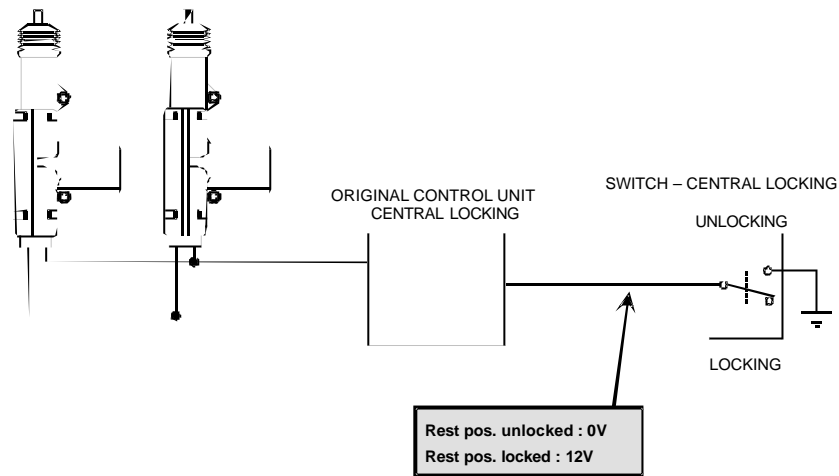 ORIGINAL CONTROL UNIT
CENTRAL LOCKING
SWITCH – CENTRAL LOCKING
UNLOCKING
LOCKING
Rest pos. unlocked : 0V
Rest pos. locked : 12V